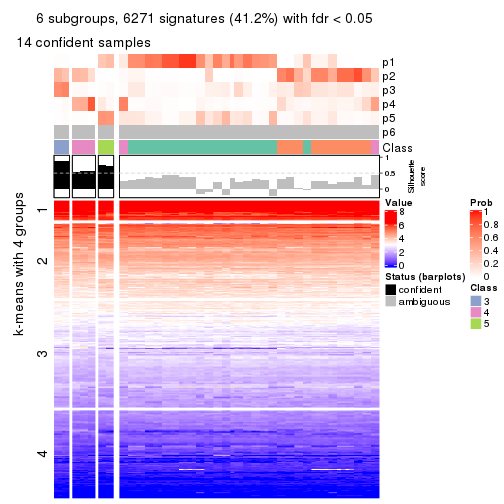 6 subgroups, 6271 signatures (41.2%) with fdr < 0.05
14 confident samples
p1
p2
p3
p4
p5
p6
Class
1
0.5
0
Silhouette
score
k-means with 4 groups
1
2
3
4
Value
8
6
4
2
0
Prob
1
0.8
0.6
0.4
0.2
0
Status (barplots)
confident
ambiguous
Class
3
4
5